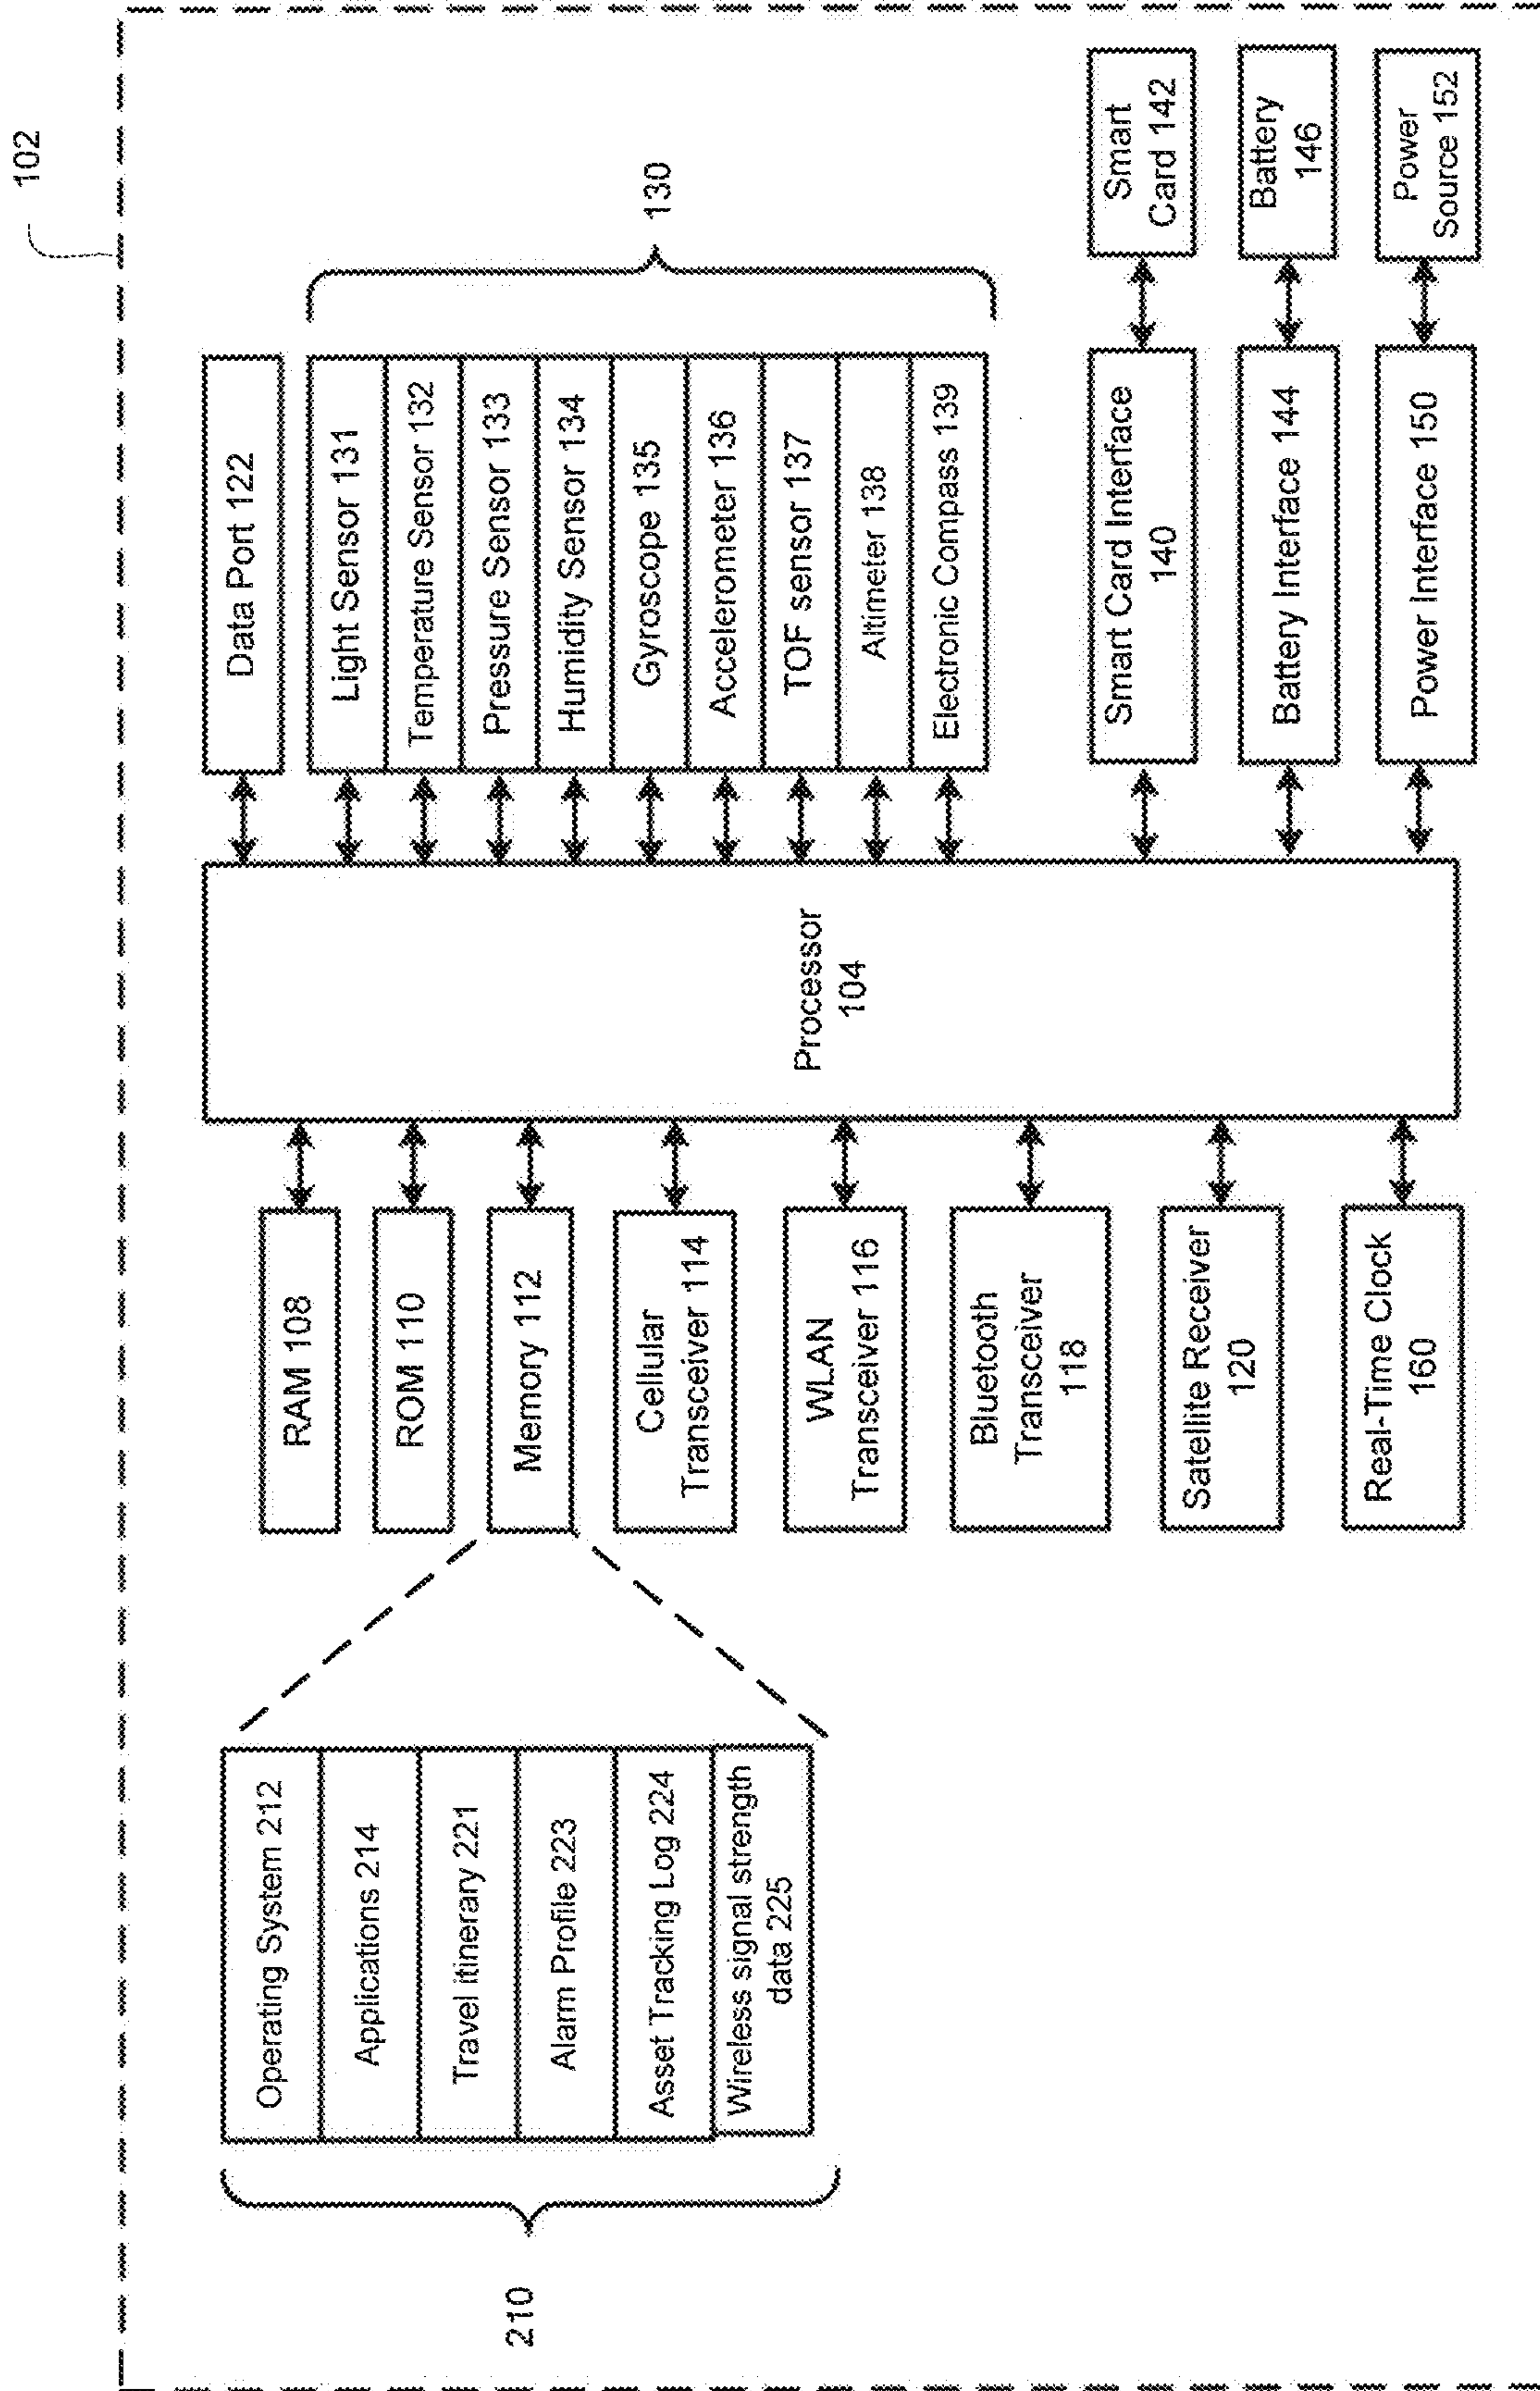 102
Operating System 212
Applications 214
Travel itinerary 221
Alarm Profile 223
Asset Tracking Log 224
Wireless signal strength
data 225
210
RAM 108
ROM 110
Memory 112
Cellular
Transceiver 114
WLAN
Transceiver 116
Bluetooth
Transceiver
118
Satellite Receiver
120
Real-Time Clock
160
Processor
104
Data Port 122
Light Sensor 131
Temperature Sensor 132
Pressure Sensor 133
Humidity Sensor 134
Gyroscope 135
Accelerometer 136
TOF sensor 137
Altimeter 138
Electronic Compass 139
130
Smart Card Interface
140
Smart
Card 142
Battery Interface 144
Battery
146
Power Interface 150
Power
Source 152